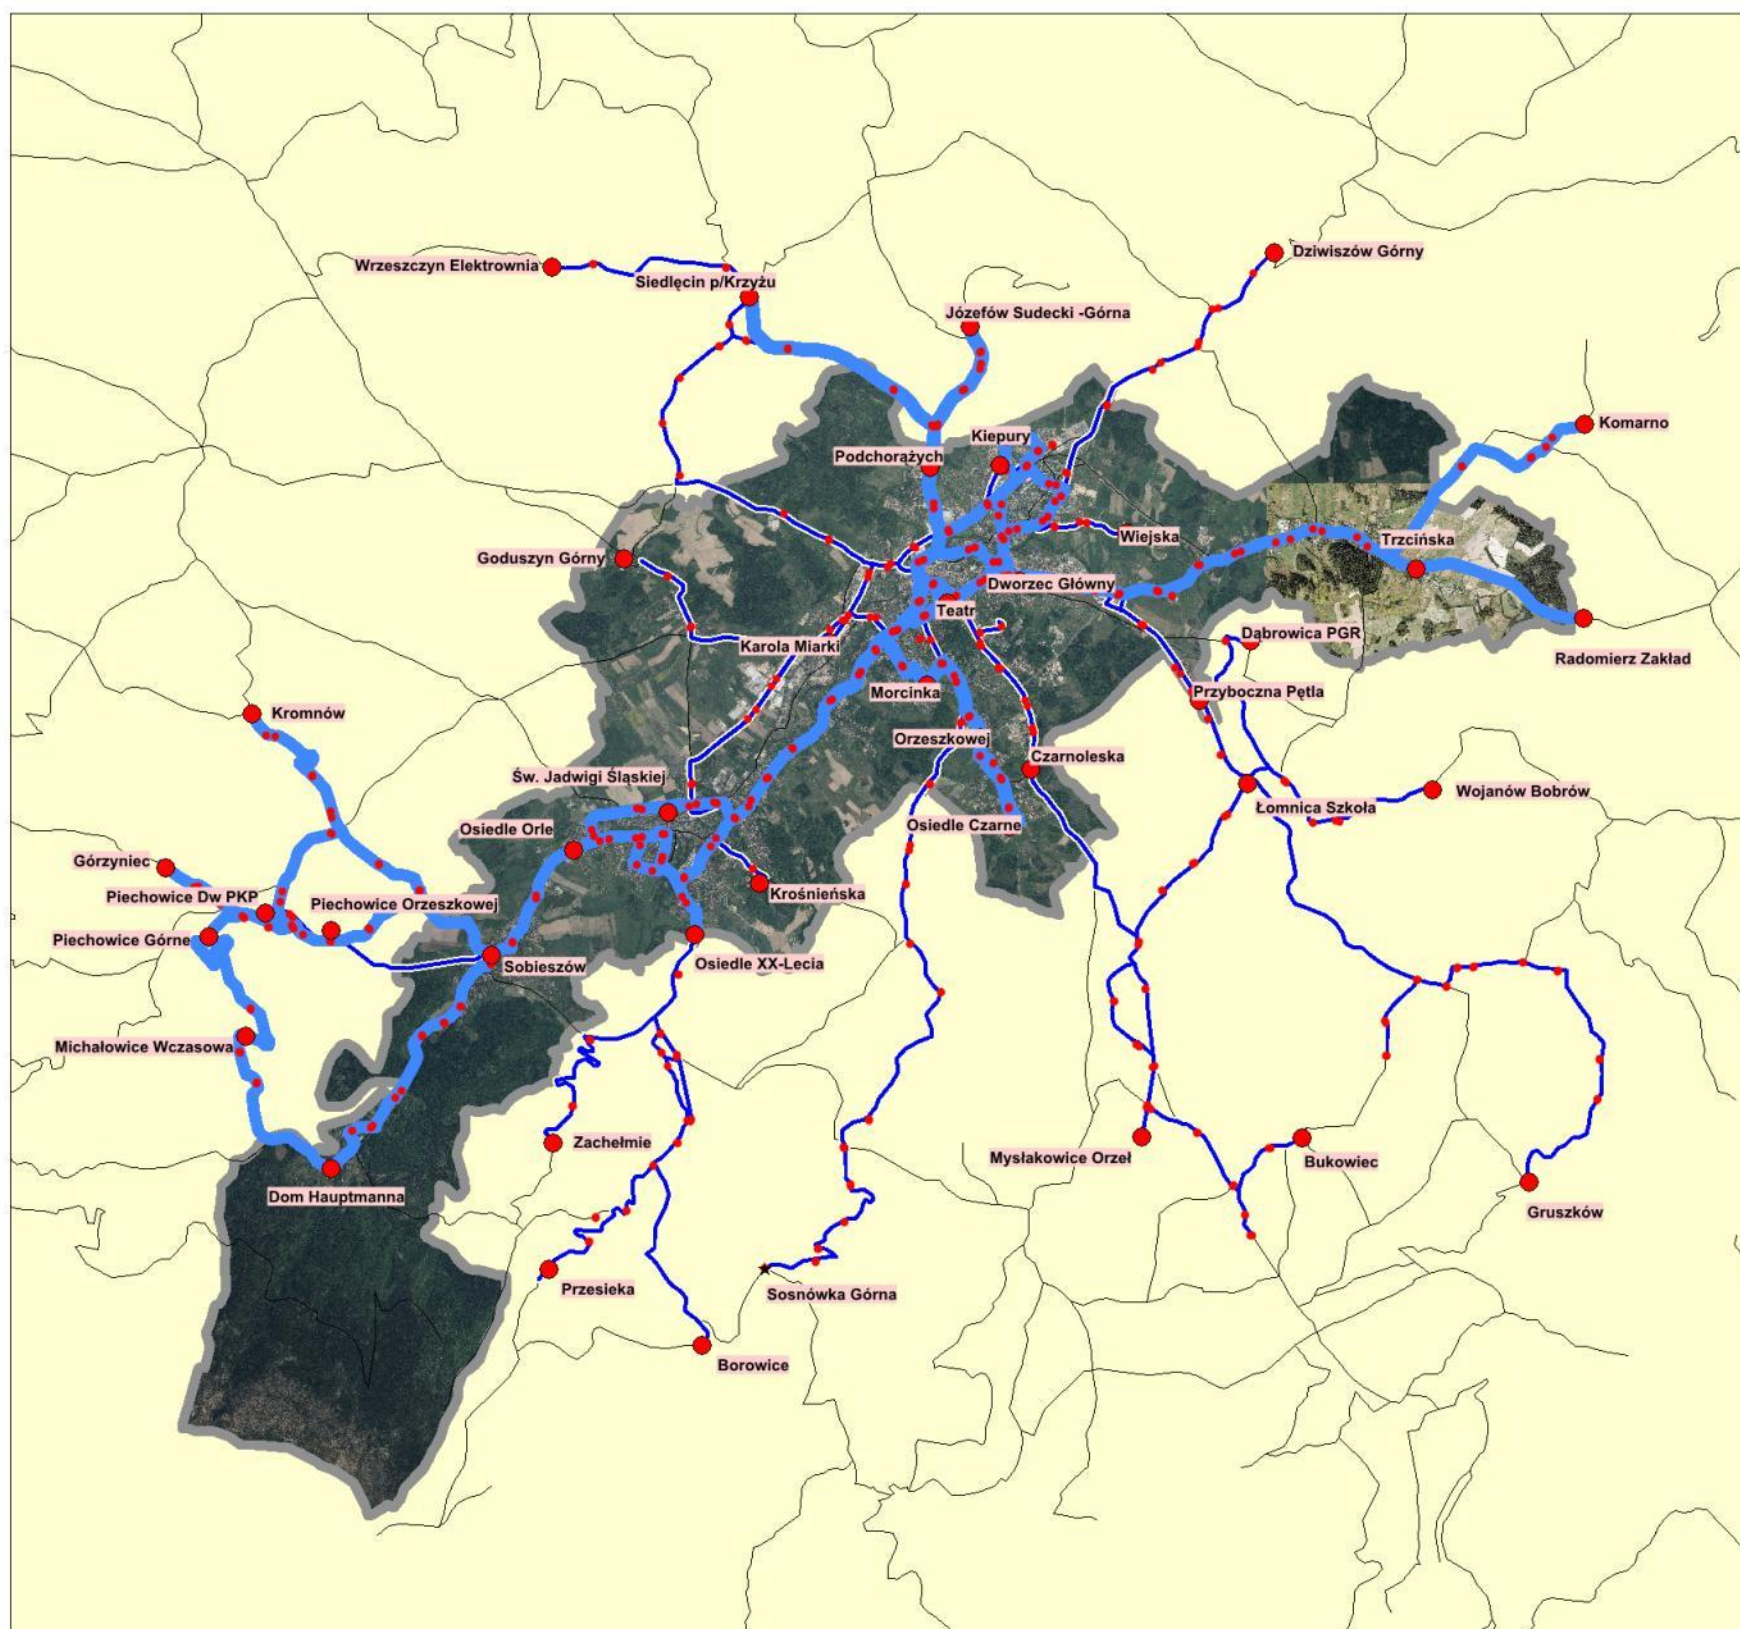 Dziwiszów Górny
Wrzeszczyn Elektrownia
Siedlęcin p/Krzyżu
Józefów Sudecki -Górna
Komarno
Kiepury
Podchorążych
Wiejska
Trzcińska
Goduszyn Górny
Dworzec Główny
Teatr
Dąbrowica PGR
Karola Miarki
Radomierz Zakład
Morcinka
Przyboczna Pętla
Kromnów
Orzeszkowej
Czarnoleska
Św. Jadwigi Śląskiej
Wojanów Bobrów
Łomnica Szkoła
Osiedle Orle
Osiedle Czarne
Górzyniec
Krośnieńska
Piechowice Dw PKP
Piechowice Orzeszkowej
Piechowice Górne
Osiedle XX-Lecia
Sobieszów
Michałowice Wczasowa
Zachełmie
Mysłakowice Orzeł
Bukowiec
Dom Hauptmanna
Gruszków
Przesieka
Sosnówka Górna
Borowice